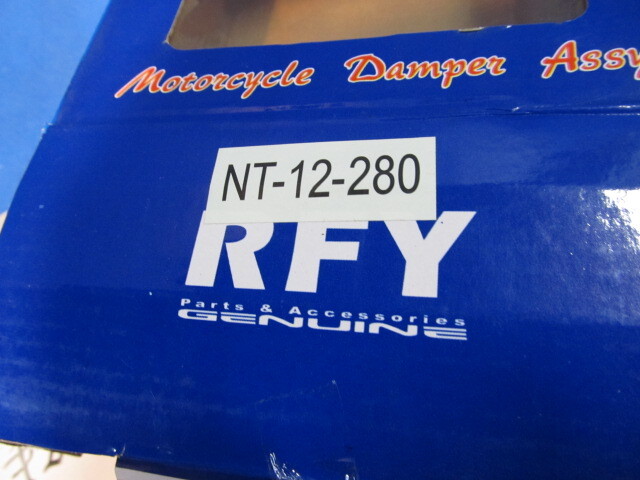 Motorcycle Damper Assy
NT-12-280
RFY
Parts & Accessories
GENUINE